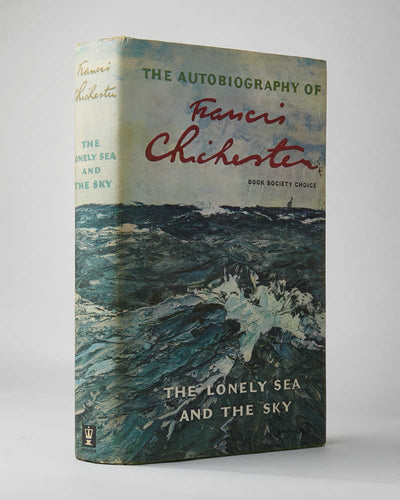 Francis
Chichester
THE
LONELY SEA
AND
THE SKY
THE AUTOBIOGRAPHY OF
Francis
Chichester
BOOK SOCIETY CHOICE
THE LONELY SEA
AND THE SKY